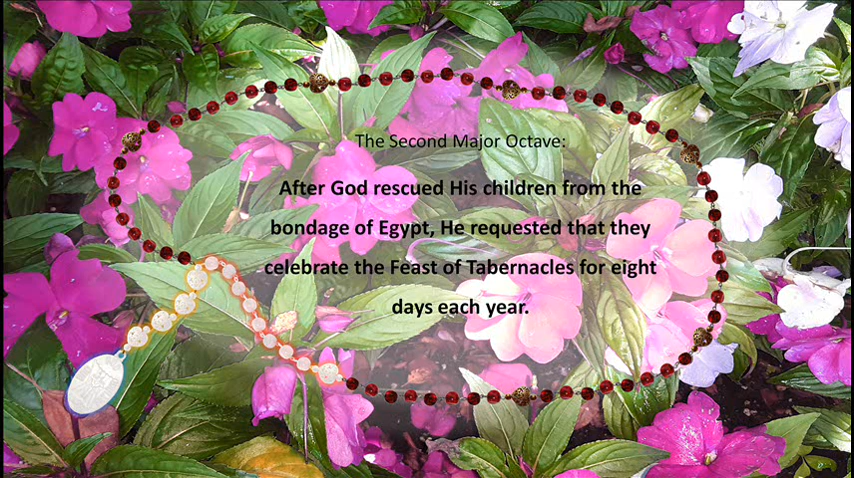 The Second Major Octave:
After God rescued His children from the
bondage of Egypt, He requested that they
celebrate the Feast of Tabernacles for eight
days each year.